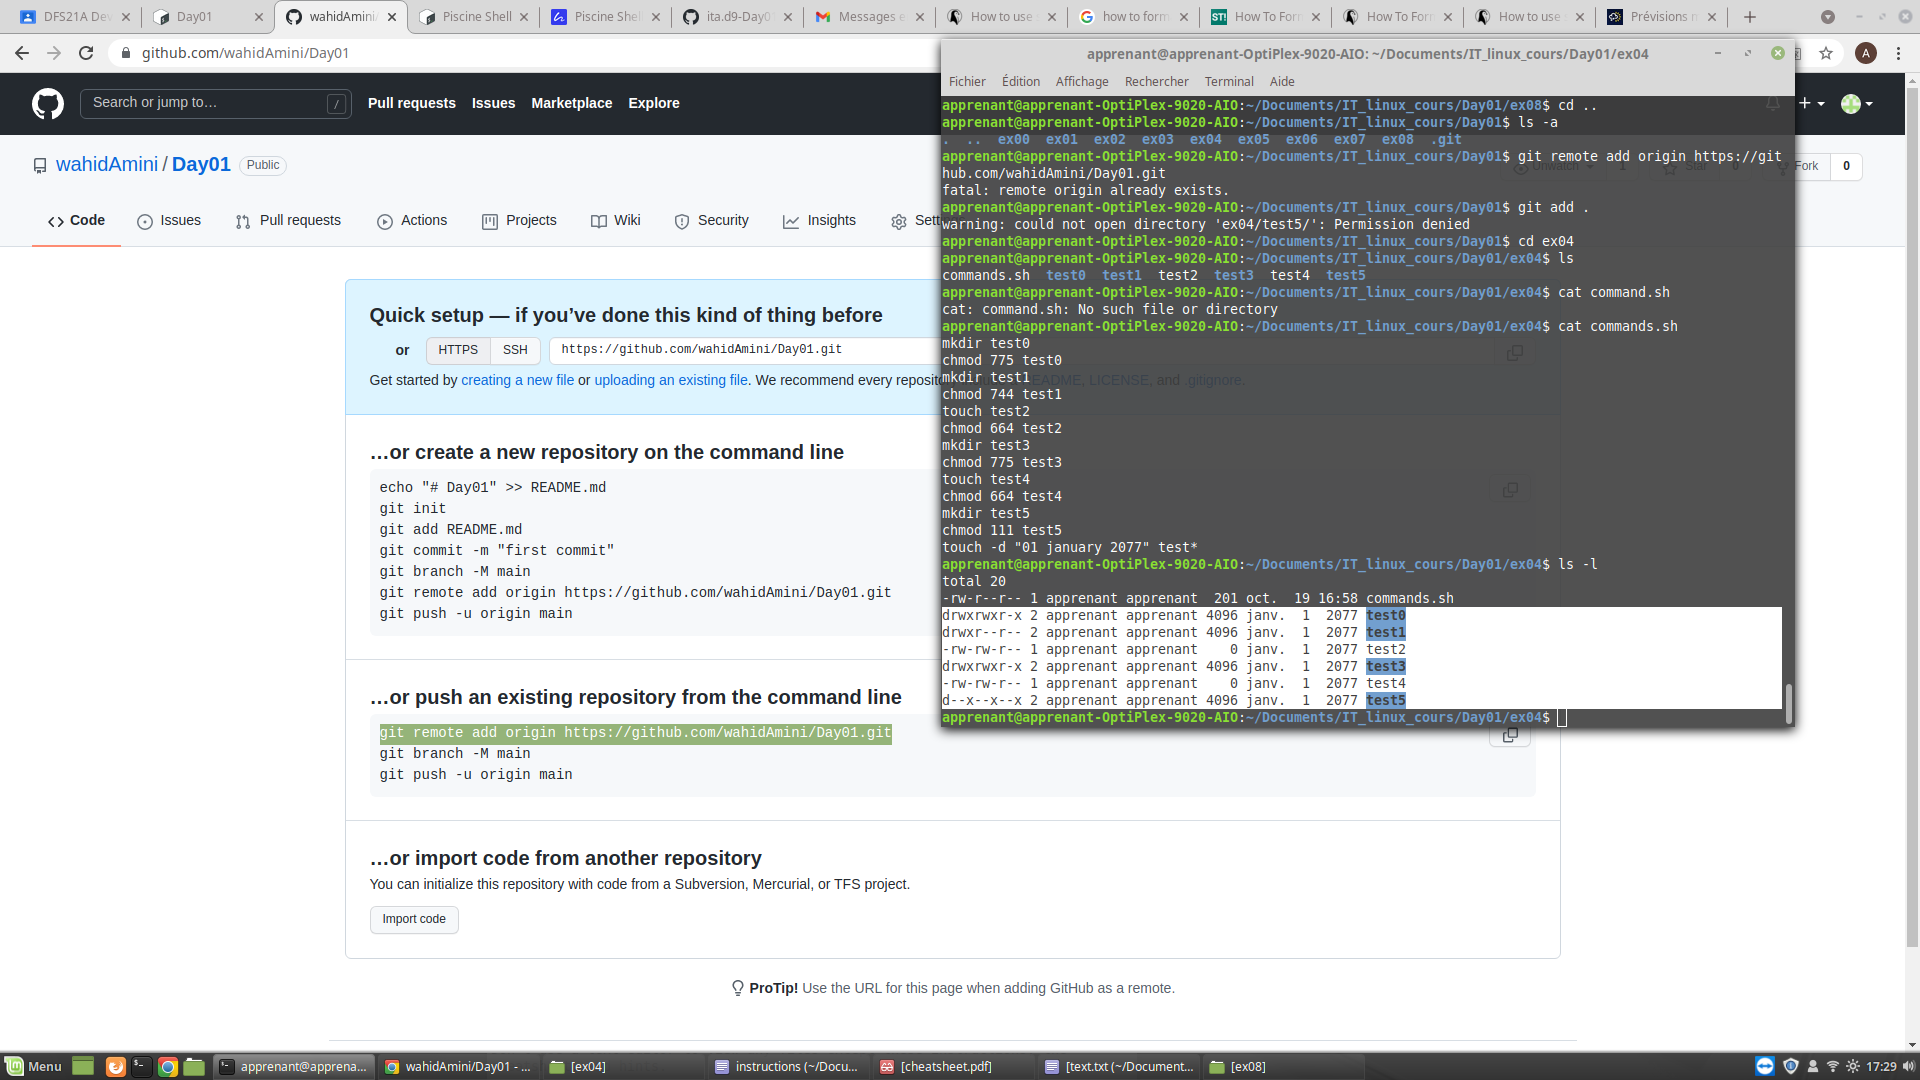 DFS21A De
Day01
wahidAmini
Piscine Shell
Piscine She
ita.d9-Day0
Messages e
How to use
how to form
How To For
How To For
How to use
Prévisions m
github.com/wahidAmini/Day01
A
Search or jump to…
/
Pull requests
Issues
Marketplace
Explore
wahidAmini / Day01
Public
Fork
0
Code
Issues
Pull requests
Actions
Projects
Wiki
Security
Insights
Quick setup — if you’ve done this kind of thing before
or
HTTPS
SSH
https://github.com/wahidAmini/Day01.git
Get started by creating a new file or uploading an existing file. We recommend every reposito README, LICENSE, and .gitignore.
…or create a new repository on the command line
echo "# Day01" >> README.md
git init
git add README.md
git commit -m "first commit"
git branch -M main
git remote add origin https://github.com/wahidAmini/Day01.git
git push -u origin main
…or push an existing repository from the command line
git remote add origin https://github.com/wahidAmini/Day01.git
git branch -M main
git push -u origin main
…or import code from another repository
You can initialize this repository with code from a Subversion, Mercurial, or TFS project.
Import code
ProTip! Use the URL for this page when adding GitHub as a remote.
apprenant@apprenant-OptiPlex-9020-AIO: ~/Documents/IT_linux_cours/Day01/ex04
Fichier Édition Affichage Rechercher Terminal Aide
apprenant@apprenant-OptiPlex-9020-AIO:~/Documents/IT_linux_cours/Day01/ex08$ cd ..
apprenant@apprenant-OptiPlex-9020-AIO:~/Documents/IT_linux_cours/Day01$ ls -a
. .. ex00 ex01 ex02 ex03 ex04 ex05 ex06 ex07 ex08 .git
apprenant@apprenant-OptiPlex-9020-AIO:~/Documents/IT_linux_cours/Day01$ git remote add origin https://git
hub.com/wahidAmini/Day01.git
fatal: remote origin already exists.
apprenant@apprenant-OptiPlex-9020-AIO:~/Documents/IT_linux_cours/Day01$ git add .
warning: could not open directory 'ex04/test5/': Permission denied
apprenant@apprenant-OptiPlex-9020-AIO:~/Documents/IT_linux_cours/Day01$ cd ex04
apprenant@apprenant-OptiPlex-9020-AIO:~/Documents/IT_linux_cours/Day01/ex04$ ls
commands.sh test0 test1 test2 test3 test4 test5
apprenant@apprenant-OptiPlex-9020-AIO:~/Documents/IT_linux_cours/Day01/ex04$ cat command.sh
cat: command.sh: No such file or directory
apprenant@apprenant-OptiPlex-9020-AIO:~/Documents/IT_linux_cours/Day01/ex04$ cat commands.sh
mkdir test0
chmod 775 test0
mkdir test1
chmod 744 test1
touch test2
chmod 664 test2
mkdir test3
chmod 775 test3
touch test4
chmod 664 test4
mkdir test5
chmod 111 test5
touch -d "01 january 2077" test*
apprenant@apprenant-OptiPlex-9020-AIO:~/Documents/IT_linux_cours/Day01/ex04$ ls -l
total 20
-rw-r--r-- 1 apprenant apprenant 201 oct. 19 16:58 commands.sh
drwxrwxr-x 2 apprenant apprenant 4096 janv. 1 2077 test0
drwxr--r-- 2 apprenant apprenant 4096 janv. 1 2077 test1
-rw-rw-r-- 1 apprenant apprenant 0 janv. 1 2077 test2
drwxrwxr-x 2 apprenant apprenant 4096 janv. 1 2077 test3
-rw-rw-r-- 1 apprenant apprenant 0 janv. 1 2077 test4
d--x--x--x 2 apprenant apprenant 4096 janv. 1 2077 test5
apprenant@apprenant-OptiPlex-9020-AIO:~/Documents/IT_linux_cours/Day01/ex04$
Menu
apprenant@apprena...
wahidAmini/Day01 - ...
[ex04]
instructions (~/Docu...
[cheatsheet.pdf]
[text.txt (~/Document...
[ex08]
17:29